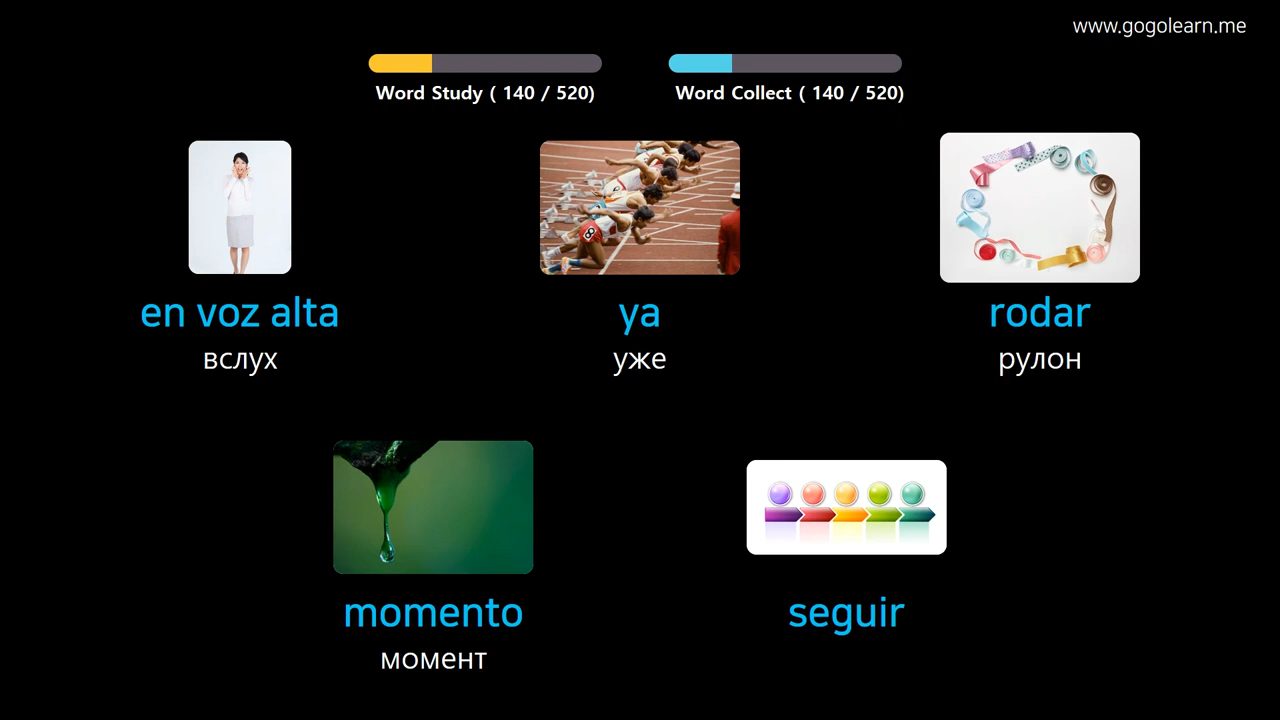 www.gogolearn.me
Word Study ( 140 / 520)
Word Collect ( 140 / 520)
en voz alta
вслух
ya
уже
rodar
рулон
momento
момент
seguir